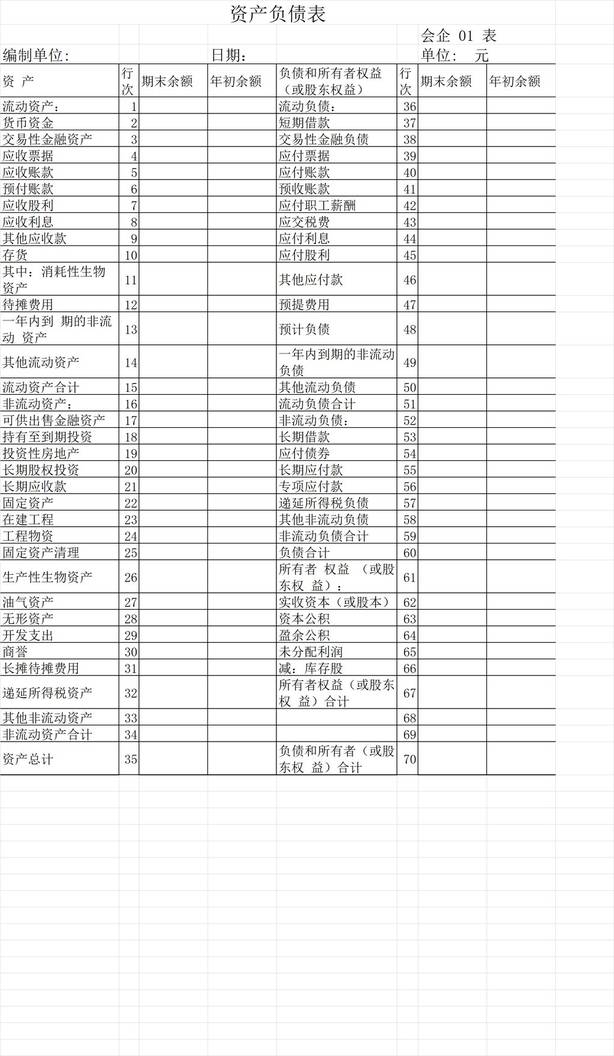 资产负债表
会企 01 表
编制单位: 日期: 单位: 元
资 产 行次 期末余额 年初余额 负债和所有者权益（或股东权益） 行次 期末余额 年初余额
流动资产: 1 流动负债: 36
货币资金 2 短期借款 37
交易性金融资产 3 交易性金融负债 38
应收票据 4 应付票据 39
应收账款 5 应付账款 40
预付账款 6 预收账款 41
应收股利 7 应付职工薪酬 42
应收利息 8 应交税费 43
其他应收款 9 应付利息 44
存货 10 应付股利 45
其中: 消耗性生物资产 11 其他应付款 46
待摊费用 12 预提费用 47
一年内到 期的非流动 资产 13 预计负债 48
其他流动资产 14 一年内到期的非流动负债 49
流动资产合计 15 其他流动负债 50
非流动资产: 16 流动负债合计 51
可供出售金融资产 17 非流动负债: 52
持有至到期投资 18 长期借款 53
投资性房地产 19 应付债券 54
长期股权投资 20 长期应付款 55
长期应收款 21 专项应付款 56
固定资产 22 递延所得税负债 57
在建工程 23 其他非流动负债 58
工程物资 24 非流动负债合计 59
固定资产清理 25 负债合计 60
生产性生物资产 26 所有者 权益 （或股东权 益）; 61
油气资产 27 实收资本（或股本） 62
无形资产 28 资本公积 63
开发支出 29 盈余公积 64
商誉 30 未分配利润 65
长摊待摊费用 31 减: 库存股 66
递延所得税资产 32 所有者权益（或股东权 益）合计 67
其他非流动资产 33 68
非流动资产合计 34 69
资产总计 35 负债和所有者（或股东权 益）合计 70